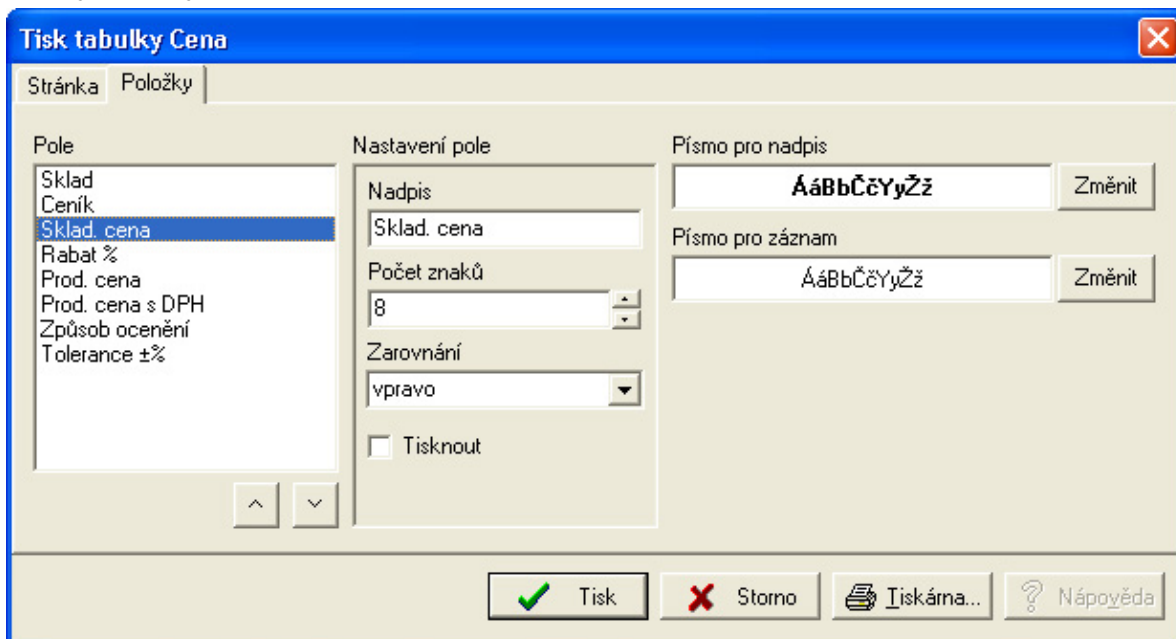 Tisk tabulky Cena
Stránka
Položky
Pole
Sklad
Ceník
Sklad. cena
Rabat %
Prod. cena
Prod. cena s DPH
Způsob ocenění
Tolerance ±%
Nastavení pole
Nadpis
Sklad. cena
Počet znaků
8
Zarovnání
vpravo
Tisknout
Písmo pro nadpis
ÁáBbČčYyŽž
Změnit
Písmo pro záznam
ÁáBbČčYyŽž
Změnit
Tisk
Storno
Tiskárna...
Nápověda